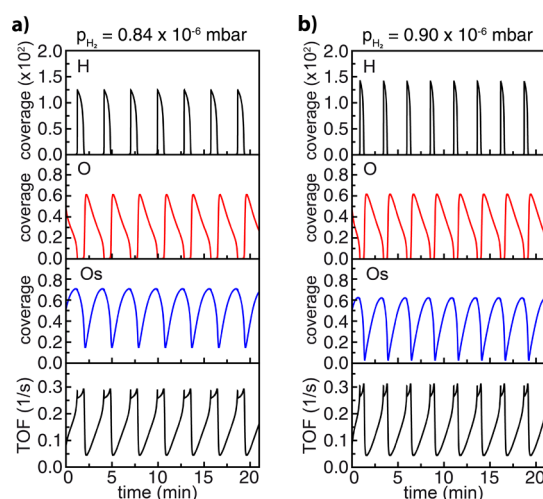 a)
p_H₂ = 0.84 x 10⁻⁶ mbar
coverage (x10²)
2.0
1.5
1.0
0.5
0.0
H
coverage
0.8
0.6
0.4
0.2
0.0
O
coverage
0.8
0.6
0.4
0.2
0.0
Os
TOF (1/s)
0.3
0.2
0.1
0.0
0 5 10 15 20
time (min)
b)
p_H₂ = 0.90 x 10⁻⁶ mbar
coverage (x10²)
2.0
1.5
1.0
0.5
0.0
H
coverage
0.8
0.6
0.4
0.2
0.0
O
coverage
0.8
0.6
0.4
0.2
0.0
Os
TOF (1/s)
0.3
0.2
0.1
0.0
0 5 10 15 20
time (min)